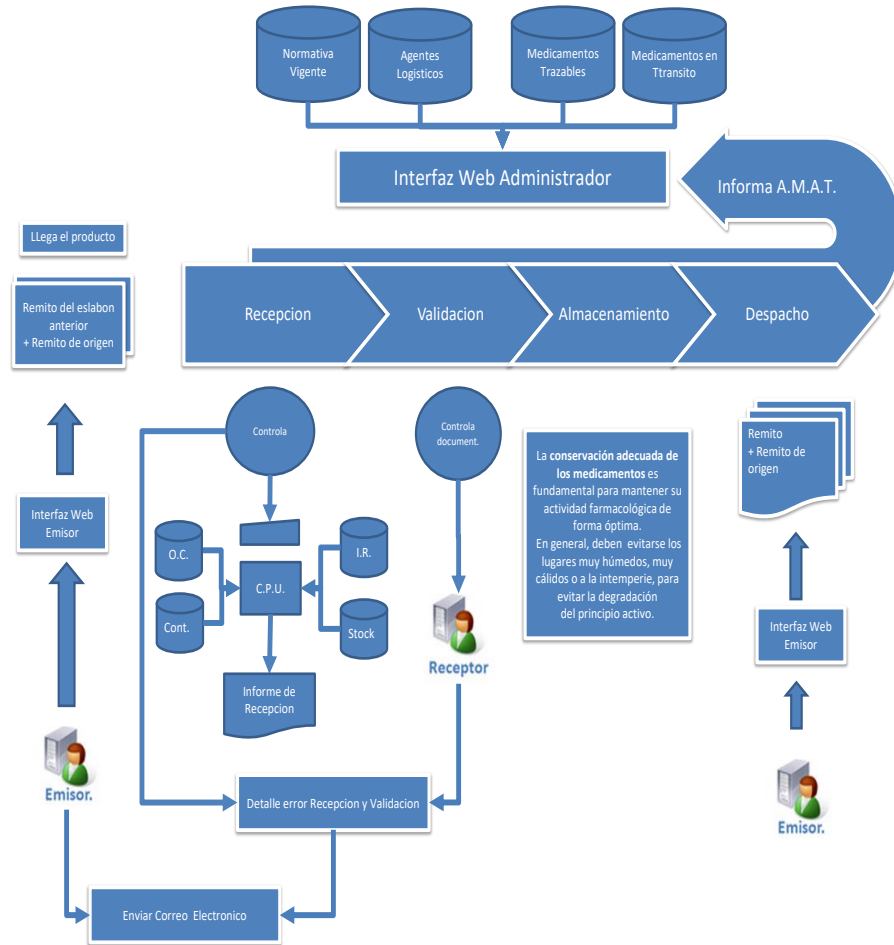 Normativa
Vigente
Agentes
Logisticos
Medicamentos
Trazables
Medicamentos en
Ttransito
Interfaz Web Administrador
Informa A.M.A.T.
LLega el producto
Remito del eslabon
anterior
+ Remito de origen
Recepcion
Validacion
Almacenamiento
Despacho
Controla
Controla
document.
La conservación adecuada de
los medicamentos es
fundamental para mantener su
actividad farmacológica de
forma óptima.
En general, deben evitarse los
lugares muy húmedos, muy
cálidos o a la intemperie, para
evitar la degradación
del principio activo.
Remito
+ Remito de
origen
Interfaz Web
Emisor
O.C.
I.R.
C.P.U.
Cont.
Stock
Receptor
Interfaz Web
Emisor
Informe de
Recepcion
Emisor.
Detalle error Recepcion y Validacion
Emisor.
Enviar Correo Electronico